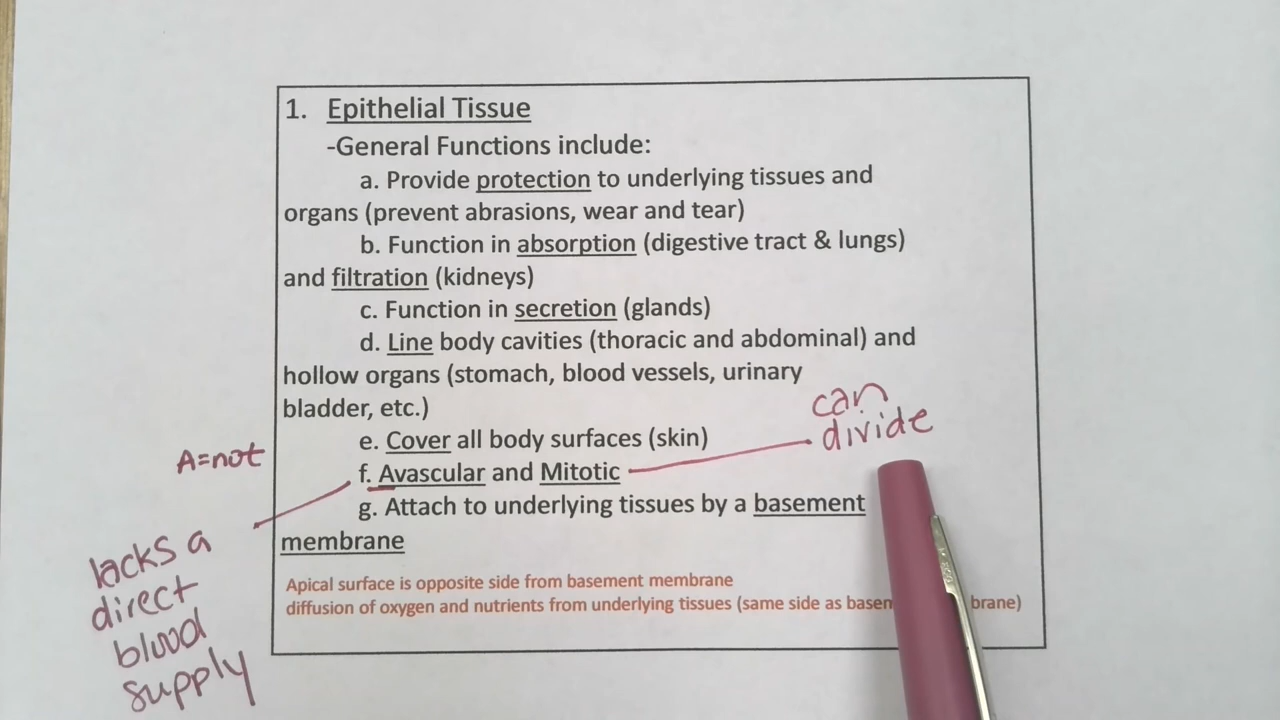 1. Epithelial Tissue
-General Functions include:
a. Provide protection to underlying tissues and
organs (prevent abrasions, wear and tear)
b. Function in absorption (digestive tract & lungs)
and filtration (kidneys)
c. Function in secretion (glands)
d. Line body cavities (thoracic and abdominal) and
hollow organs (stomach, blood vessels, urinary
bladder, etc.)
e. Cover all body surfaces (skin)
f. Avascular and Mitotic
g. Attach to underlying tissues by a basement
membrane
Apical surface is opposite side from basement membrane
diffusion of oxygen and nutrients from underlying tissues (same side as basen brane)
can
divide
A=not
lacks a
direct
blood
supply